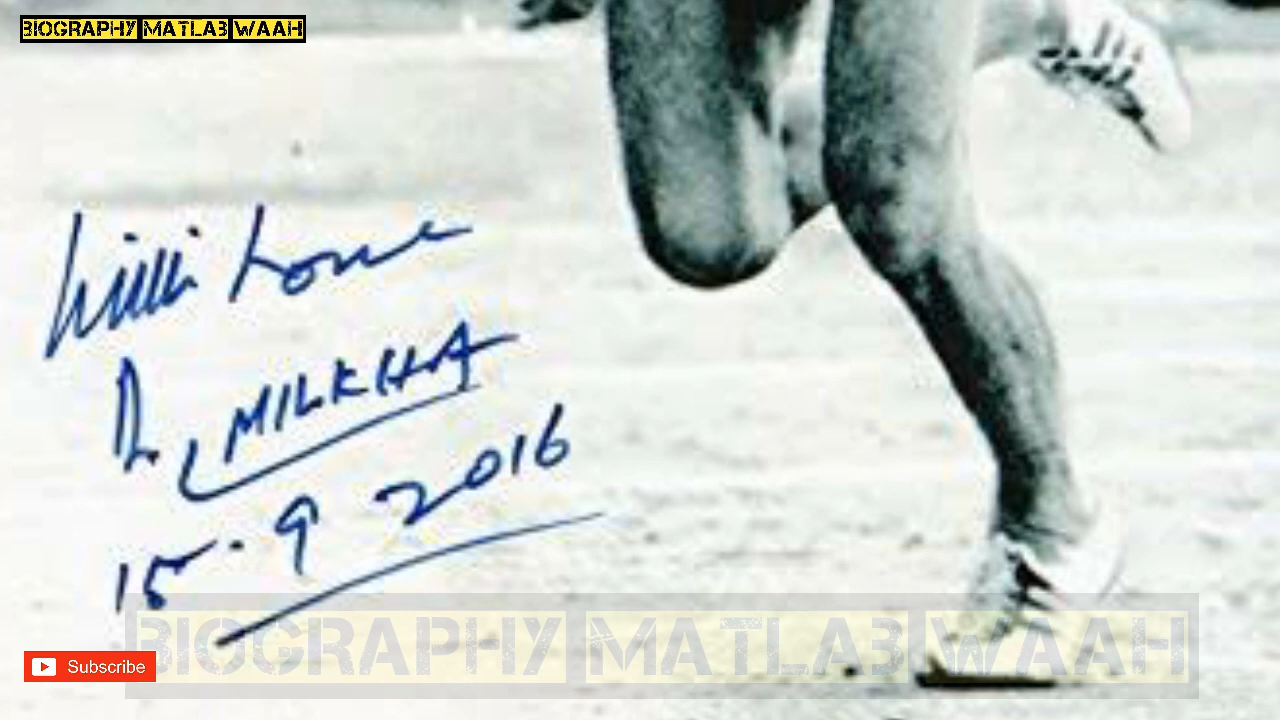 BIOGRAPHY MATLAB WAAH
With Love
MILKHA
15.9 2016
BIOGRAPHY MATLAB WAAH
Subscribe